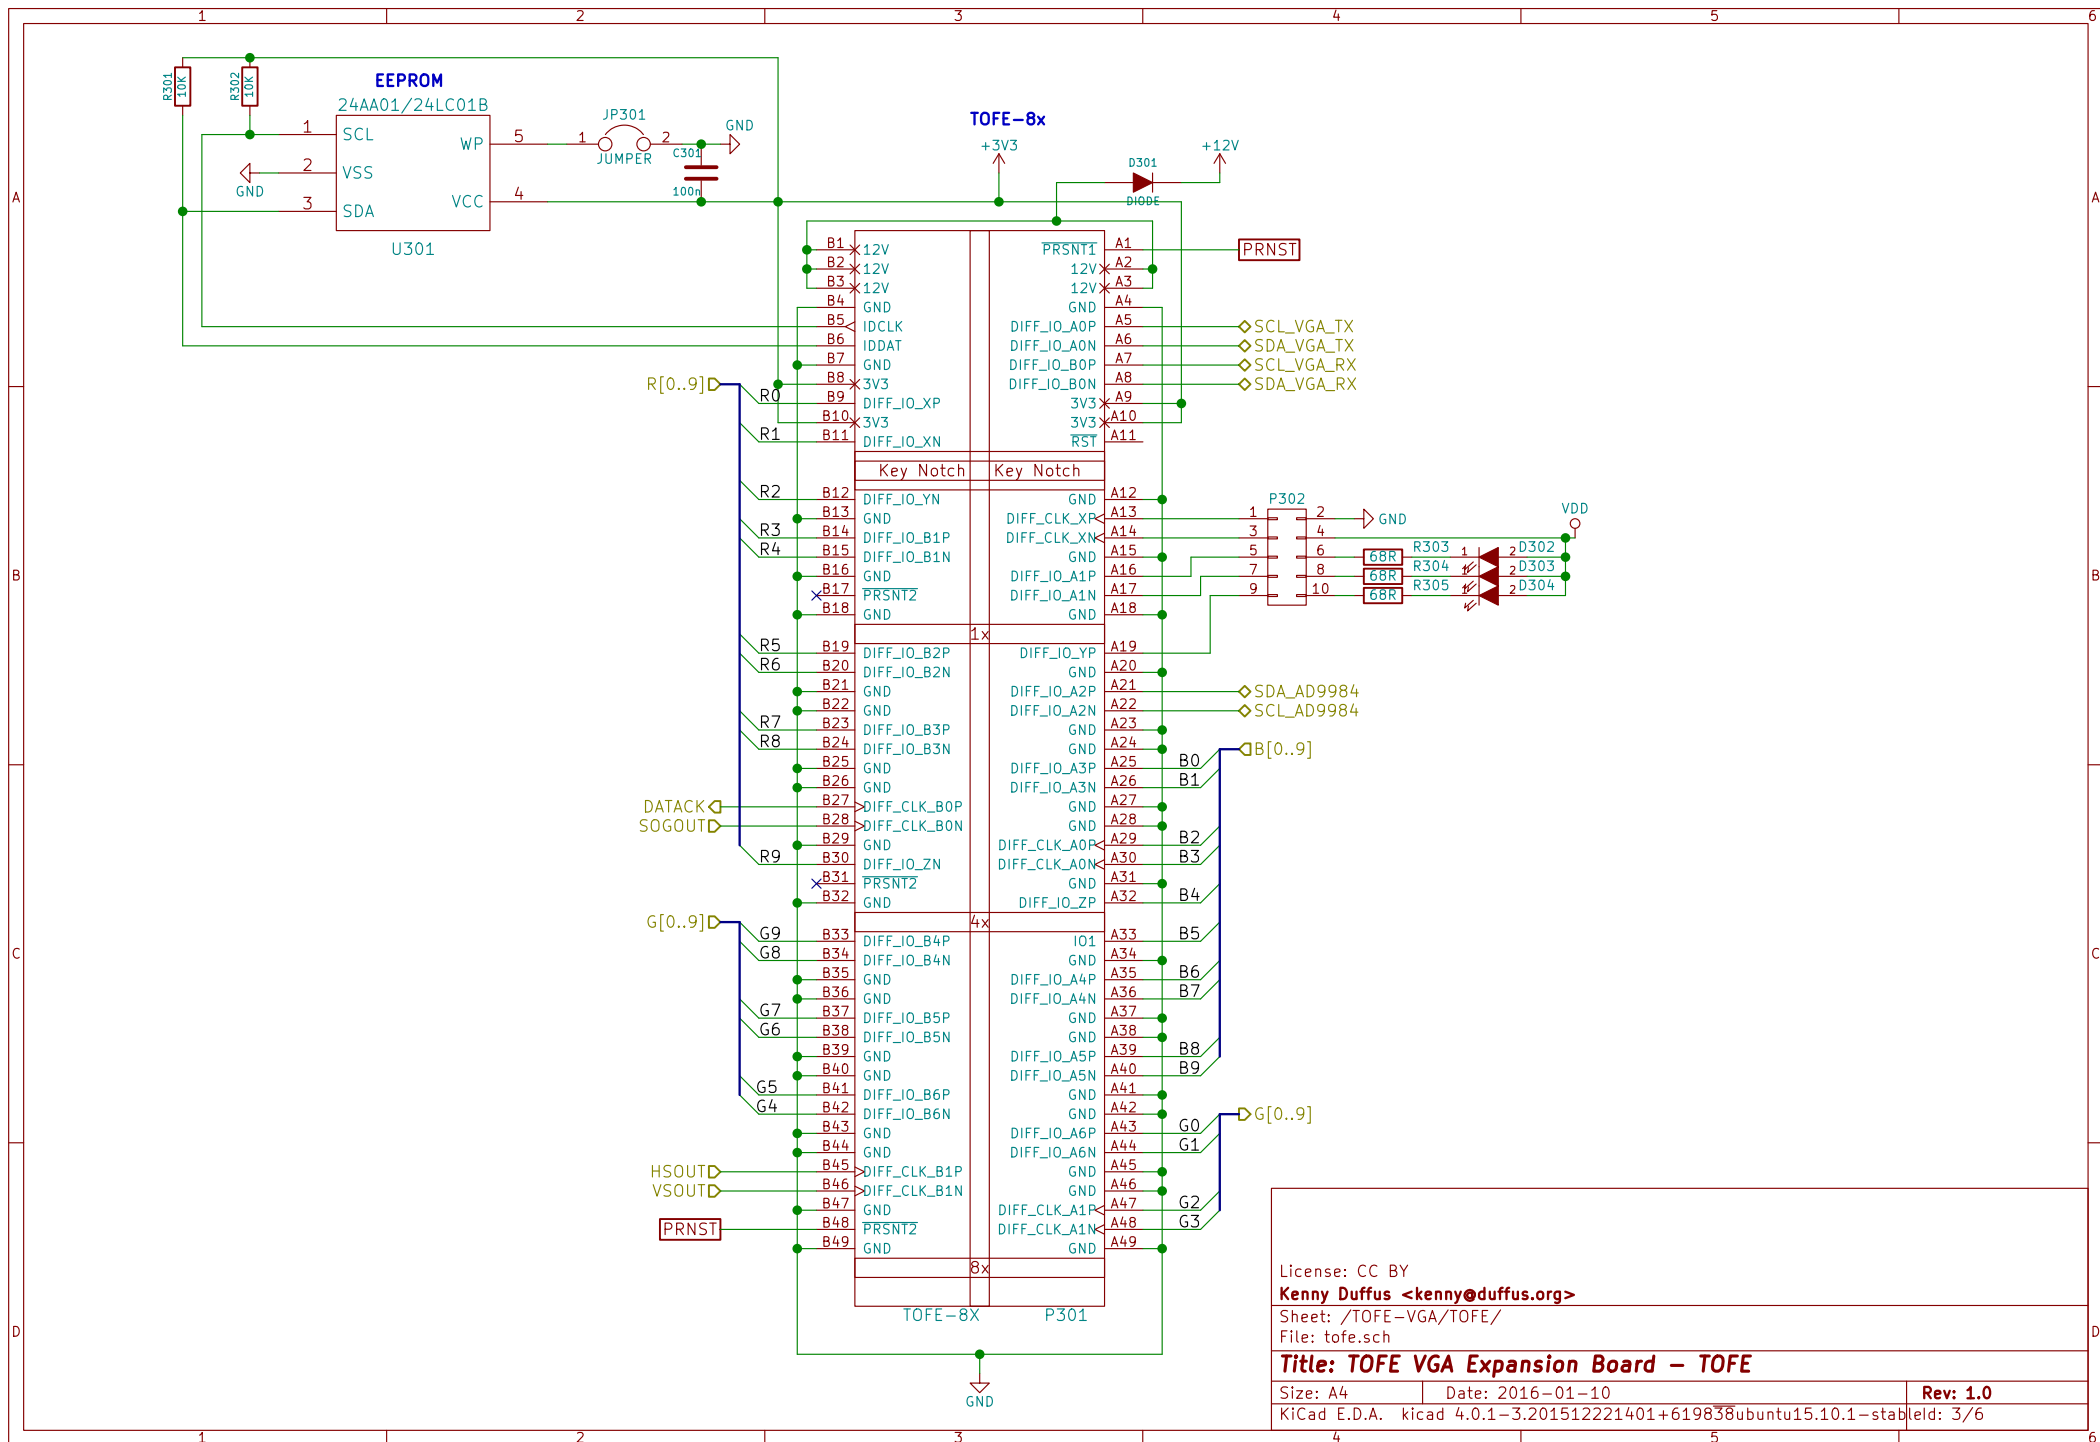 1 2 3 4 5 6
A
B
C
D
A
B
C
D
EEPROM
24AA01/24LC01B
R301 10K
R302 10K
1 SCL
2 VSS
3 SDA
WP 5
VCC 4
GND
U301
JP301
1 2
JUMPER
GND
C301
100n
TOFE-8x
+3V3
+12V
D301
DIODE
B1 12V PRSNT1 A1 PRNST
B2 12V 12V A2
B3 12V 12V A3
B4 GND GND A4
B5 IDCLK DIFF_IO_A0P A5 SCL_VGA_TX
B6 IDDAT DIFF_IO_A0N A6 SDA_VGA_TX
B7 GND DIFF_IO_B0P A7 SCL_VGA_RX
R[0..9] B8 3V3 DIFF_IO_B0N A8 SDA_VGA_RX
R0 B9 DIFF_IO_XP 3V3 A9
B10 3V3 3V3 A10
R1 B11 DIFF_IO_XN RST A11
Key Notch Key Notch
R2 B12 DIFF_IO_YN GND A12
B13 GND DIFF_CLK_XP A13
R3 B14 DIFF_IO_B1P DIFF_CLK_XN A14
R4 B15 DIFF_IO_B1N GND A15
B16 GND DIFF_IO_A1P A16
B17 PRSNT2 DIFF_IO_A1N A17
B18 GND GND A18
1x
R5 B19 DIFF_IO_B2P DIFF_IO_YP A19
R6 B20 DIFF_IO_B2N GND A20
B21 GND DIFF_IO_A2P A21 SDA_AD9984
B22 GND DIFF_IO_A2N A22 SCL_AD9984
R7 B23 DIFF_IO_B3P GND A23
R8 B24 DIFF_IO_B3N GND A24 B[0..9]
B25 GND DIFF_IO_A3P A25 B0
B26 GND DIFF_IO_A3N A26 B1
DATACK B27 DIFF_CLK_B0P GND A27
SOGOUT B28 DIFF_CLK_B0N GND A28
B29 GND DIFF_CLK_A0P A29 B2
R9 B30 DIFF_IO_ZN DIFF_CLK_A0N A30 B3
B31 PRSNT2 GND A31
B32 GND DIFF_IO_ZP A32 B4
G[0..9] 4x
G9 B33 DIFF_IO_B4P IO1 A33 B5
G8 B34 DIFF_IO_B4N GND A34
B35 GND DIFF_IO_A4P A35 B6
B36 GND DIFF_IO_A4N A36 B7
G7 B37 DIFF_IO_B5P GND A37
G6 B38 DIFF_IO_B5N GND A38
B39 GND DIFF_IO_A5P A39 B8
B40 GND DIFF_IO_A5N A40 B9
G5 B41 DIFF_IO_B6P GND A41
G4 B42 DIFF_IO_B6N GND A42 G[0..9]
B43 GND DIFF_IO_A6P A43 G0
B44 GND DIFF_IO_A6N A44 G1
HSOUT B45 DIFF_CLK_B1P GND A45
VSOUT B46 DIFF_CLK_B1N GND A46
B47 GND DIFF_CLK_A1P A47 G2
PRNST B48 PRSNT2 DIFF_CLK_A1N A48 G3
B49 GND GND A49
8x
TOFE-8X P301
GND
P302
VDD
1 2 GND
3 4
5 6 68R R303 1 2 D302
7 8 68R R304 1 2 D303
9 10 68R R305 1 2 D304
License: CC BY
Kenny Duffus <kenny@duffus.org>
Sheet: /TOFE-VGA/TOFE/
File: tofe.sch
Title: TOFE VGA Expansion Board - TOFE
Size: A4 Date: 2016-01-10 Rev: 1.0
KiCad E.D.A. kicad 4.0.1-3.201512221401+619838ubuntu15.10.1-stable Id: 3/6
1 2 3 4 5 6